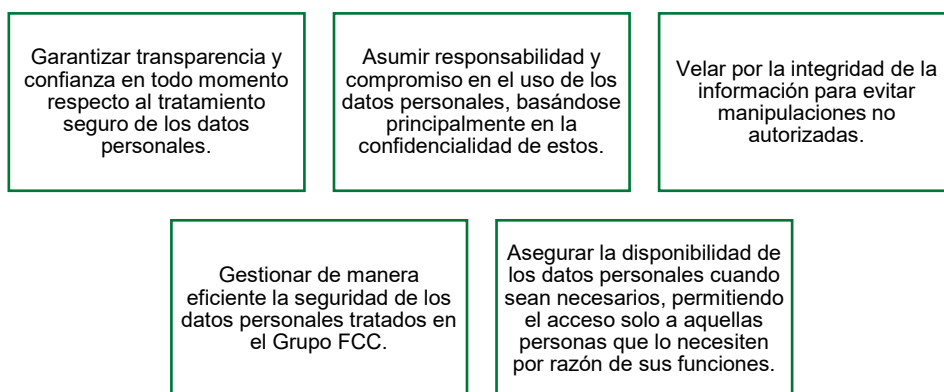 Garantizar transparencia y
confianza en todo momento
respecto al tratamiento
seguro de los datos
personales.
Asumir responsabilidad y
compromiso en el uso de los
datos personales, basándose
principalmente en la
confidencialidad de estos.
Velar por la integridad de la
información para evitar
manipulaciones no
autorizadas.
Gestionar de manera
eficiente la seguridad de los
datos personales tratados en
el Grupo FCC.
Asegurar la disponibilidad de
los datos personales cuando
sean necesarios, permitiendo
el acceso solo a aquellas
personas que lo necesiten
por razón de sus funciones.